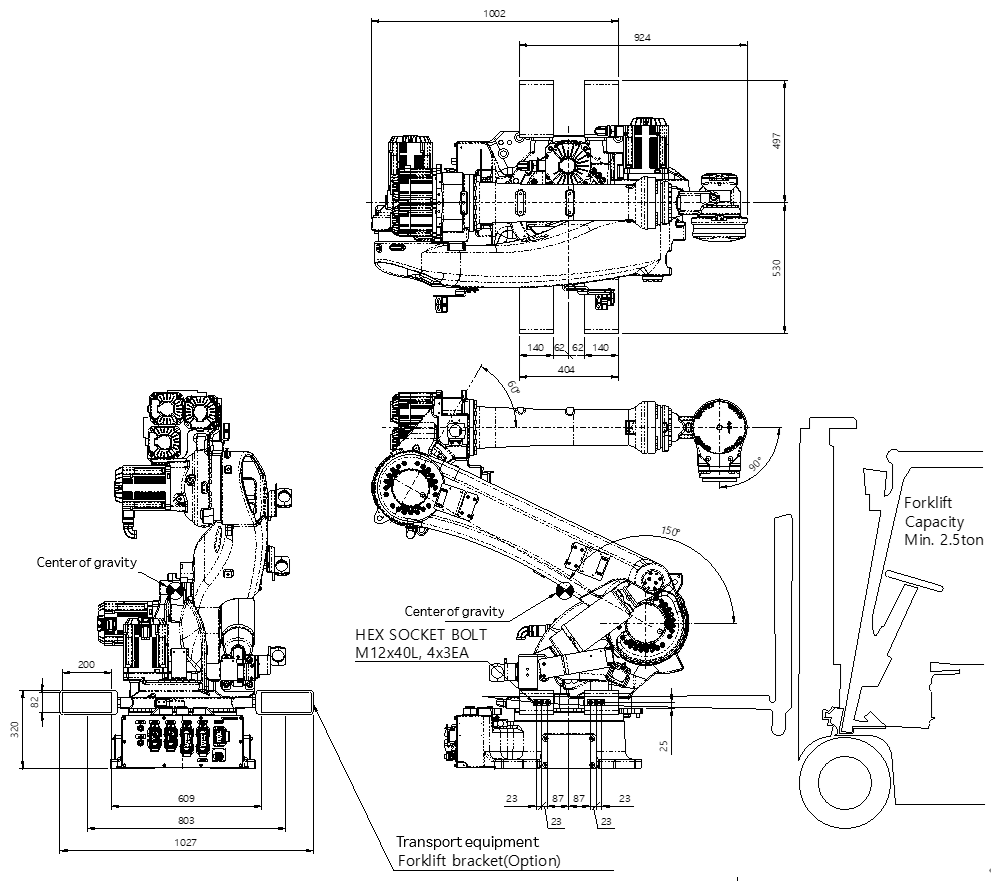 1002
924
497
530
140
62
62
140
404
60°
90°
150°
Forklift
Capacity
Min. 2.5ton
Center of gravity
Center of gravity
HEX SOCKET BOLT
M12x40L, 4x3EA
200
82
320
25
609
803
1027
23
87
87
23
23
23
Transport equipment
Forklift bracket(Option)